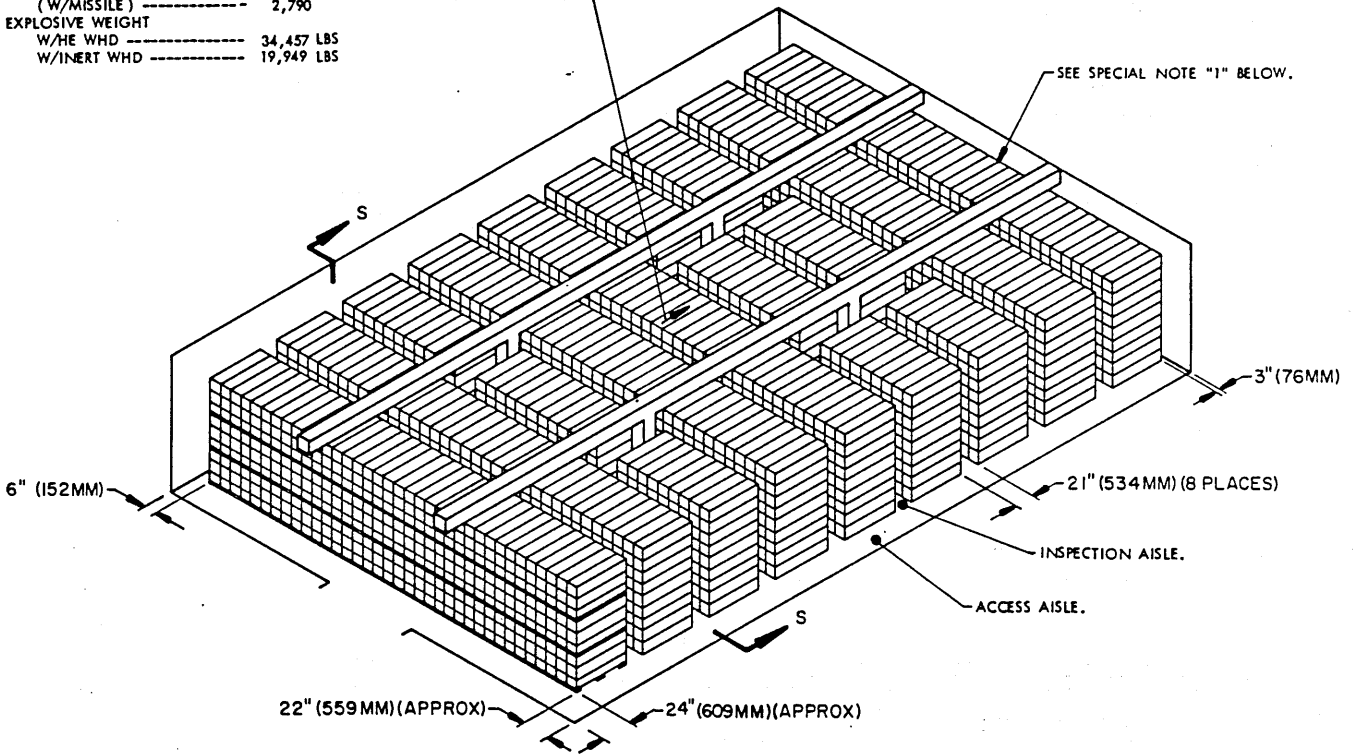 (W/MISSILE) ------------- 2,790
EXPLOSIVE WEIGHT
W/HE WHD --------------- 34,457 LBS
W/INERT WHD ------------ 19,949 LBS
SEE SPECIAL NOTE "1" BELOW.
S
3" (76MM)
6" (152MM)
21" (534MM) (8 PLACES)
INSPECTION AISLE.
ACCESS AISLE.
S
22" (559MM) (APPROX)
24" (609MM) (APPROX)